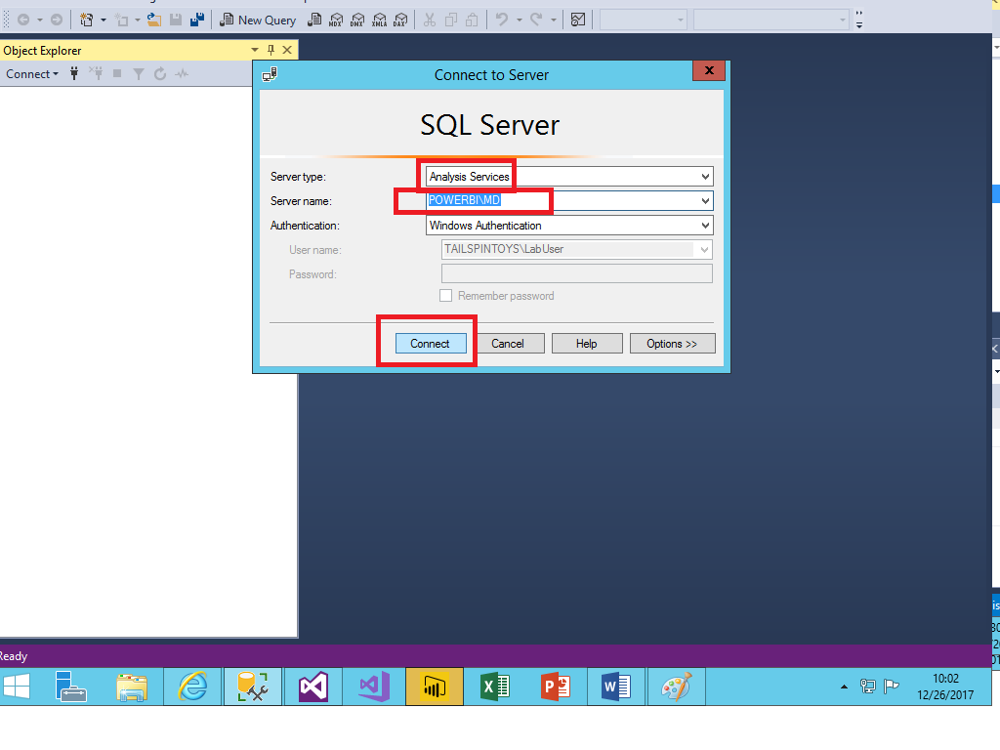 New Query
MDX DMX XMLA DAX
Object Explorer
Connect
Connect to Server
SQL Server
Server type: Analysis Services
Server name: POWERBI\MD
Authentication: Windows Authentication
User name: TAILSPINTOYS\LabUser
Password:
Remember password
Connect Cancel Help Options >>
Ready
10:02
12/26/2017